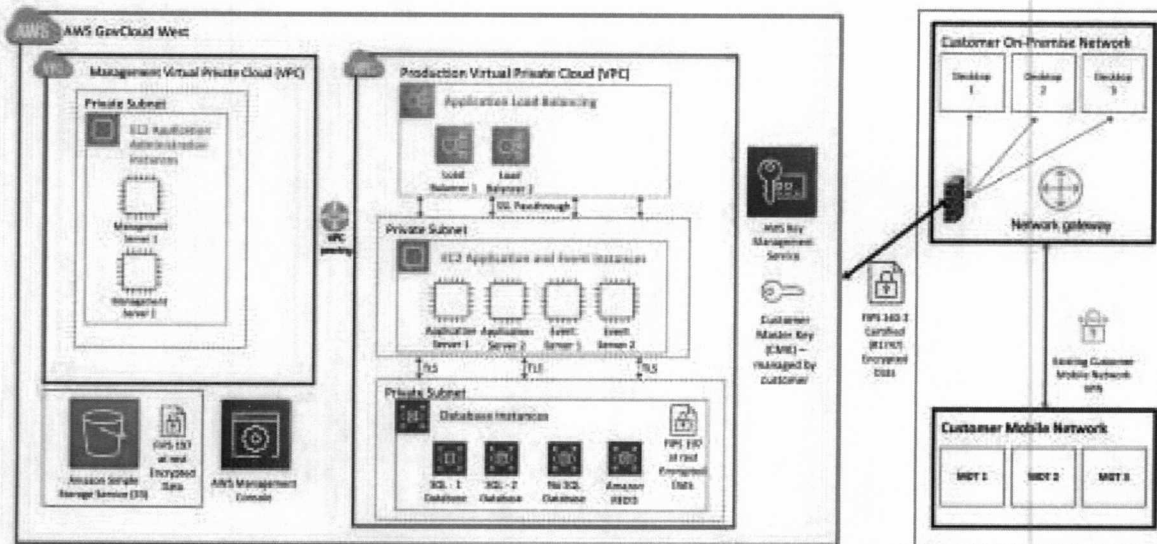 AWS
AWS GovCloud West
Management Virtual Private Cloud (VPC)
Private Subnet
EC2 Application
Administration
Instances
Management
Server 1
Management
Server 2
VPC
peering
Production Virtual Private Cloud (VPC)
Application Load Balancing
Load
Balancer 1
Load
Balancer 2
SSL Passthrough
Private Subnet
EC2 Application and Event Instances
Application
Server 1
Application
Server 2
Event
Server 1
Event
Server 2
TLS
TLS
TLS
Private Subnet
Database Instances
SQL - 1
Database
SQL - 2
Database
No SQL
Database
Amazon
FIPS 197
at rest
Encrypted
Data
Amazon Simple
Storage Service (S3)
FIPS 197
at rest
Encrypted
Data
AWS Management
Console
AWS Key
Management
Service
Customer
Master Key
(CMK) –
managed by
customer
FIPS 140-2
Certified
Encrypted
Data
Customer On-Premise Network
Desktop
1
Desktop
2
Desktop
3
Network gateway
Existing Customer
Mobile Network
VPN
Customer Mobile Network
MDT 1
MDT 2
MDT 3